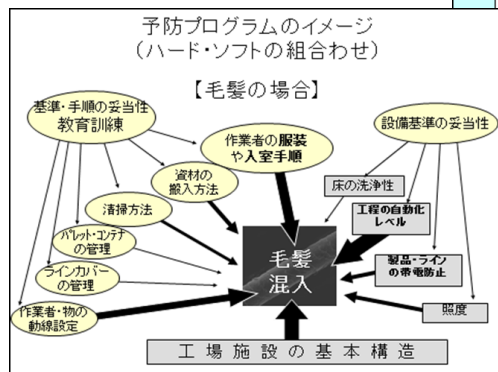 予防プログラムのイメージ
(ハード・ソフトの組合わせ)
【毛髪の場合】
基準・手順の妥当性
教育訓練
設備基準の妥当性
作業者の服装
や入室手順
資材の
搬入方法
床の洗浄性
清掃方法
工程の自動化
レベル
パレット・コンテナ
の管理
毛髪
混入
製品・ライン
の帯電防止
ラインカバー
の管理
作業者・物の
動線設定
照度
工場施設の基本構造